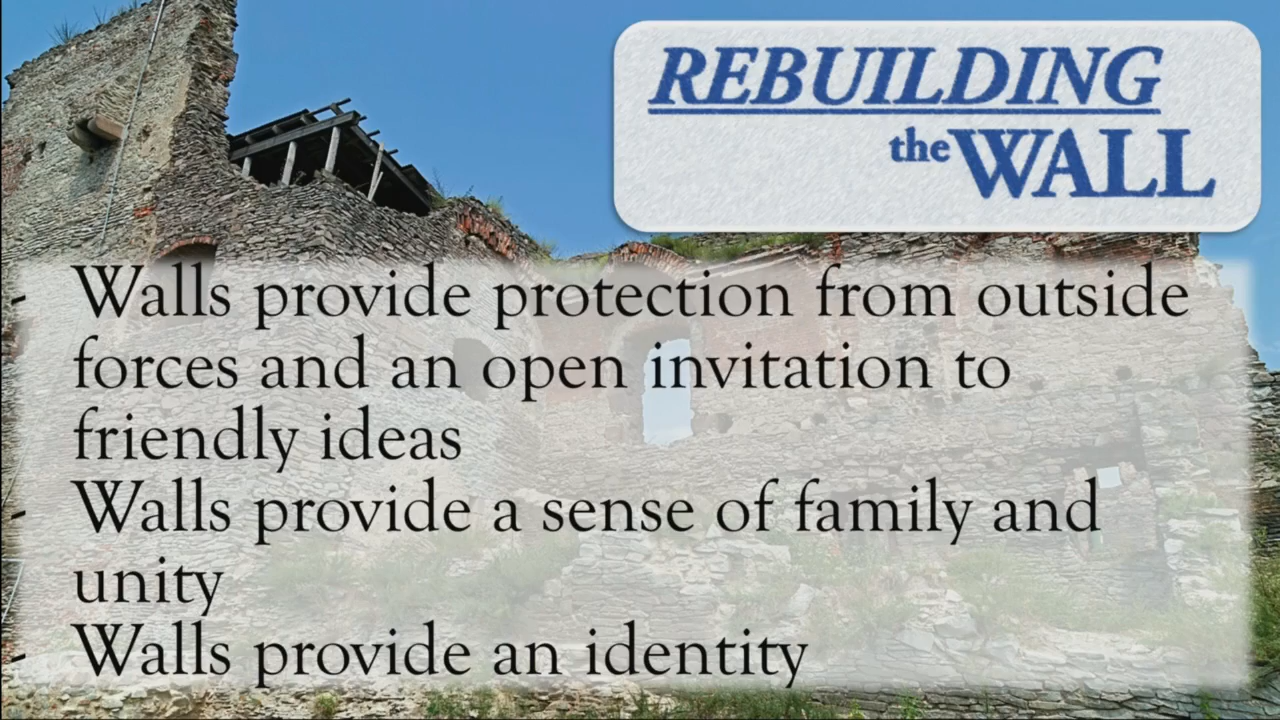 REBUILDING
the WALL
- Walls provide protection from outside
forces and an open invitation to
friendly ideas
- Walls provide a sense of family and
unity
- Walls provide an identity